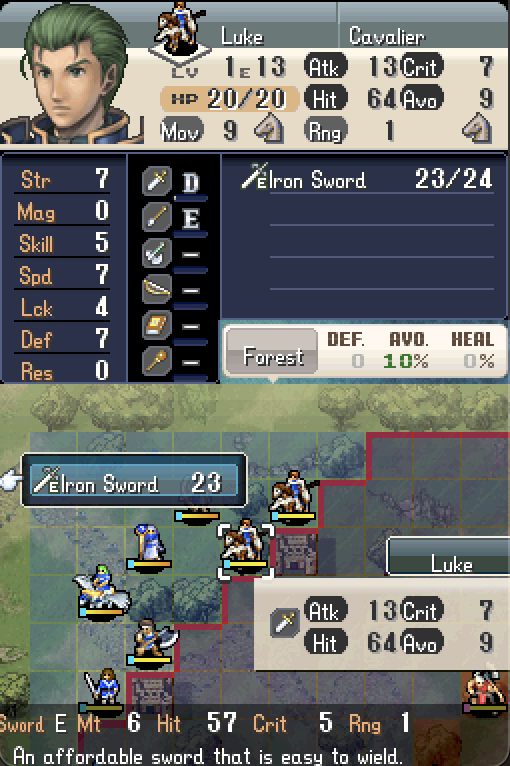 Luke Cavalier
LV 1 E 13 Atk 13 Crit 7
HP 20/20 Hit 64 Avo 9
Mov 9 Rng 1
Str 7 D
Mag 0 E
Skill 5 –
Spd 7 –
Lck 4 –
Def 7 –
Res 0
E Iron Sword 23/24
DEF. AVO. HEAL
Forest 0 10% 0%
E Iron Sword 23
Luke
Atk 13 Crit 7
Hit 64 Avo 9
Sword E Mt 6 Hit 57 Crit 5 Rng 1
An affordable sword that is easy to wield.